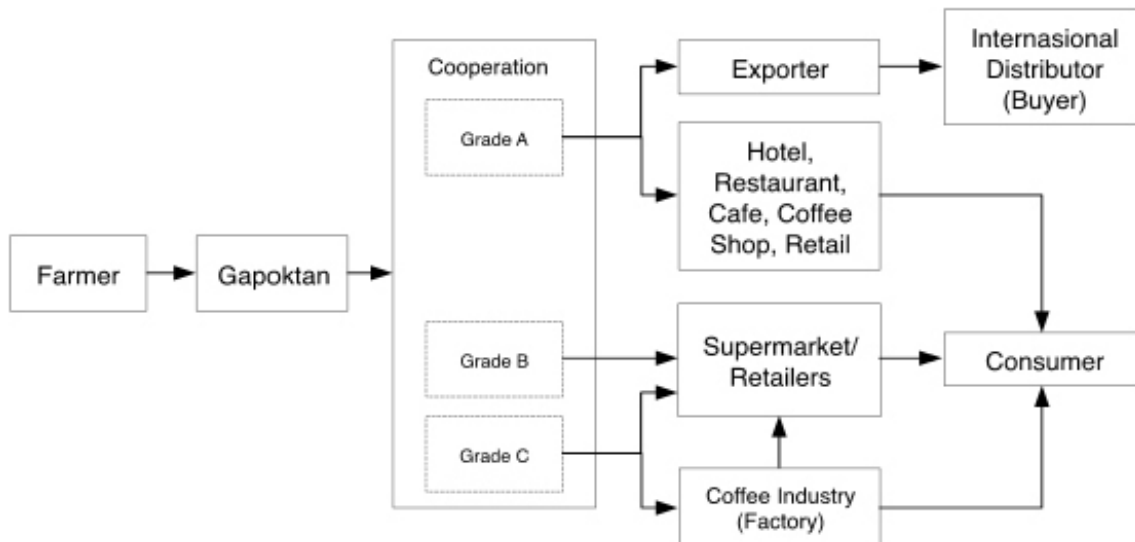 Cooperation
Grade A
Exporter
Internasional
Distributor
(Buyer)
Hotel,
Restaurant,
Cafe, Coffee
Shop, Retail
Farmer
Gapoktan
Grade B
Supermarket/
Retailers
Consumer
Grade C
Coffee Industry
(Factory)